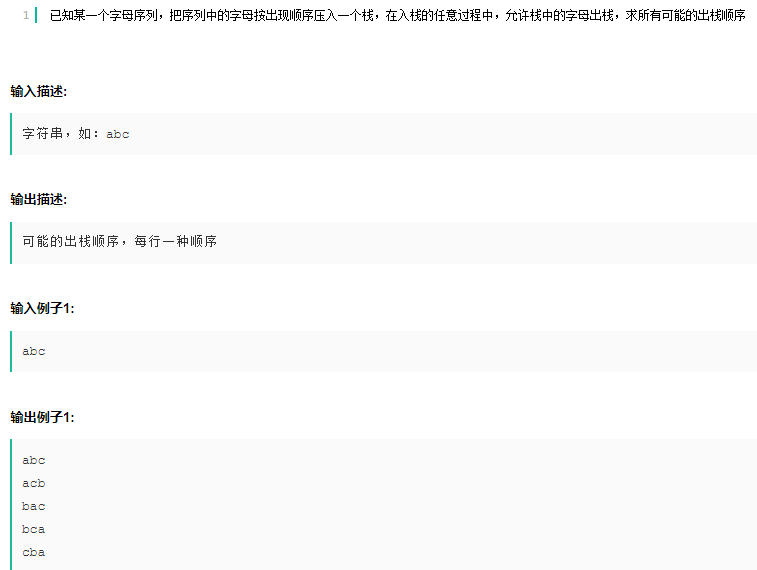 1 已知某一个字母序列，把序列中的字母按出现顺序压入一个栈，在入栈的任意过程中，允许栈中的字母出栈，求所有可能的出栈顺序
输入描述:
字符串，如：abc
输出描述:
可能的出栈顺序，每行一种顺序
输入例子1:
abc
输出例子1:
abc
acb
bac
bca
cba